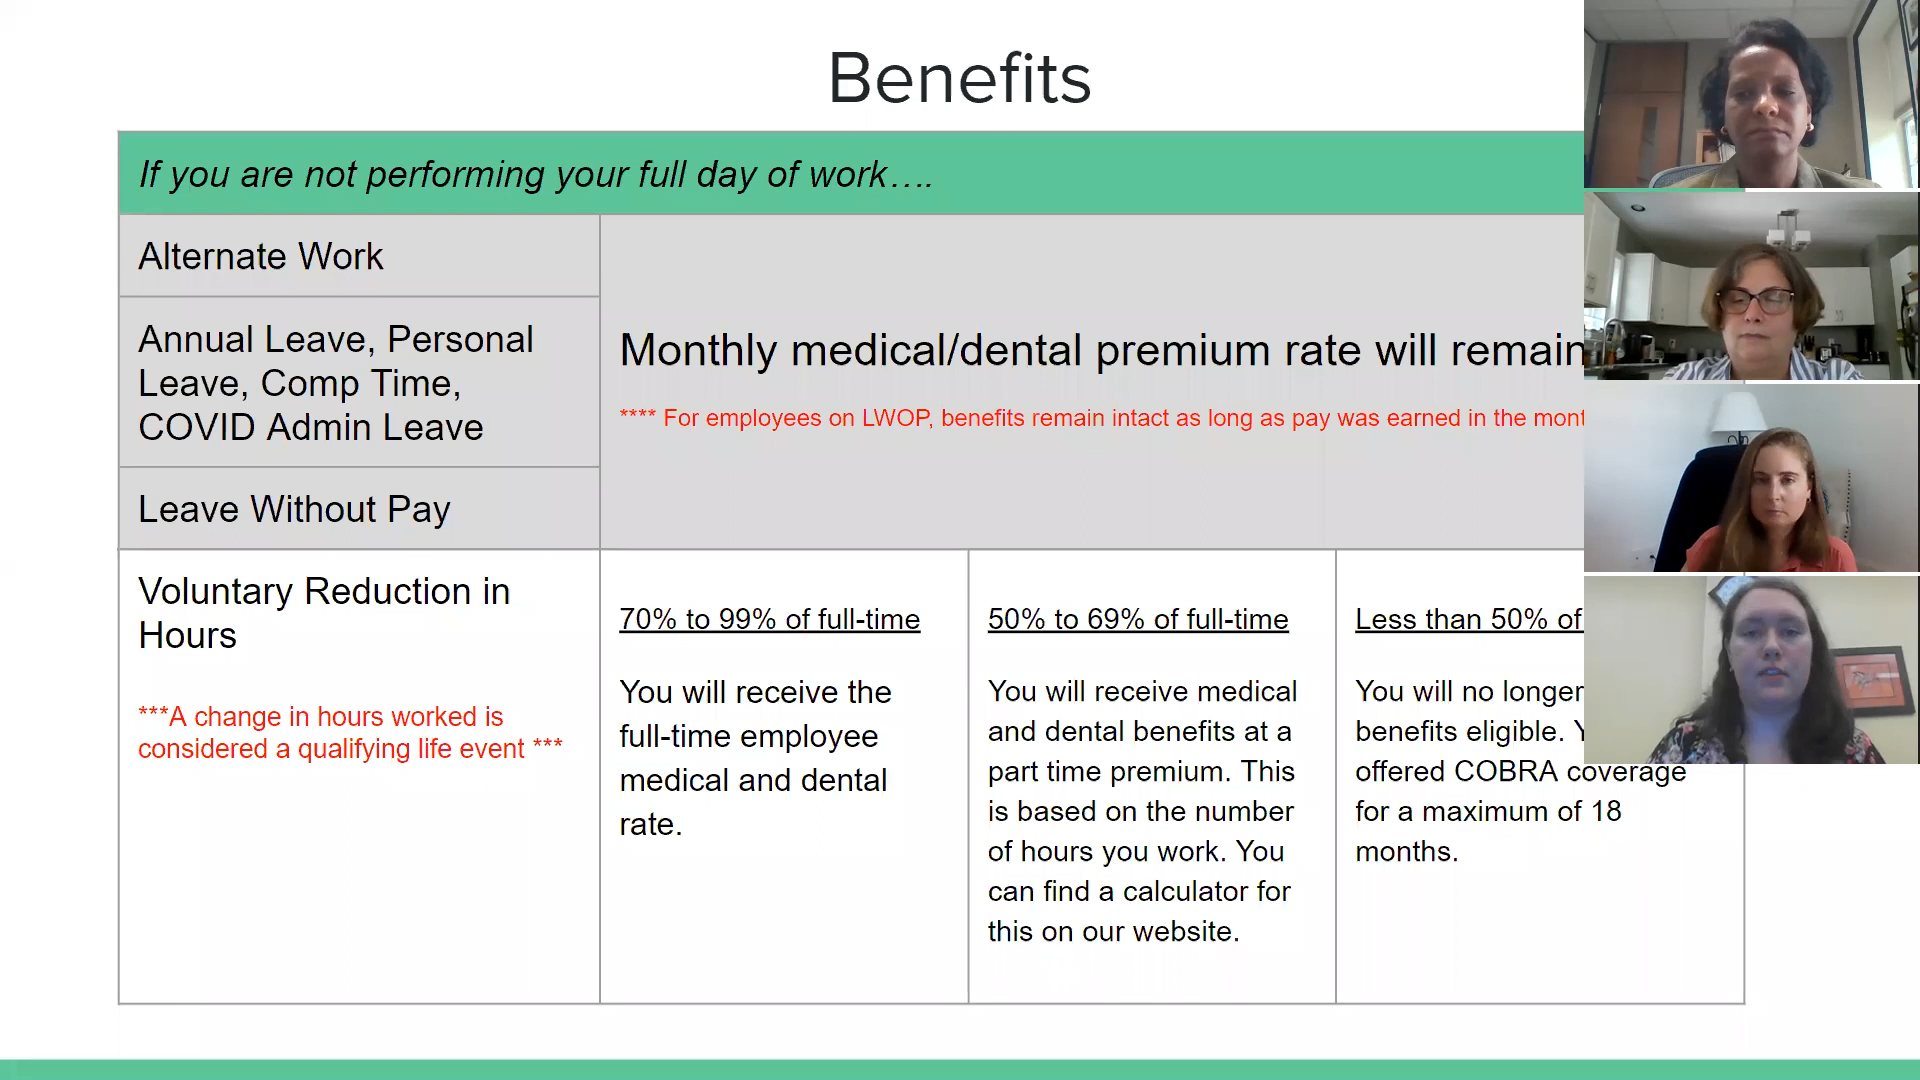 Benefits
If you are not performing your full day of work….
Alternate Work
Annual Leave, Personal
Leave, Comp Time,
COVID Admin Leave
Leave Without Pay
Monthly medical/dental premium rate will remain
**** For employees on LWOP, benefits remain intact as long as pay was earned in the mont
Voluntary Reduction in
Hours
***A change in hours worked is
considered a qualifying life event ***
70% to 99% of full-time
You will receive the
full-time employee
medical and dental
rate.
50% to 69% of full-time
You will receive medical
and dental benefits at a
part time premium. This
is based on the number
of hours you work. You
can find a calculator for
this on our website.
Less than 50% of
You will no longer
benefits eligible.
offered COBRA coverage
for a maximum of 18
months.